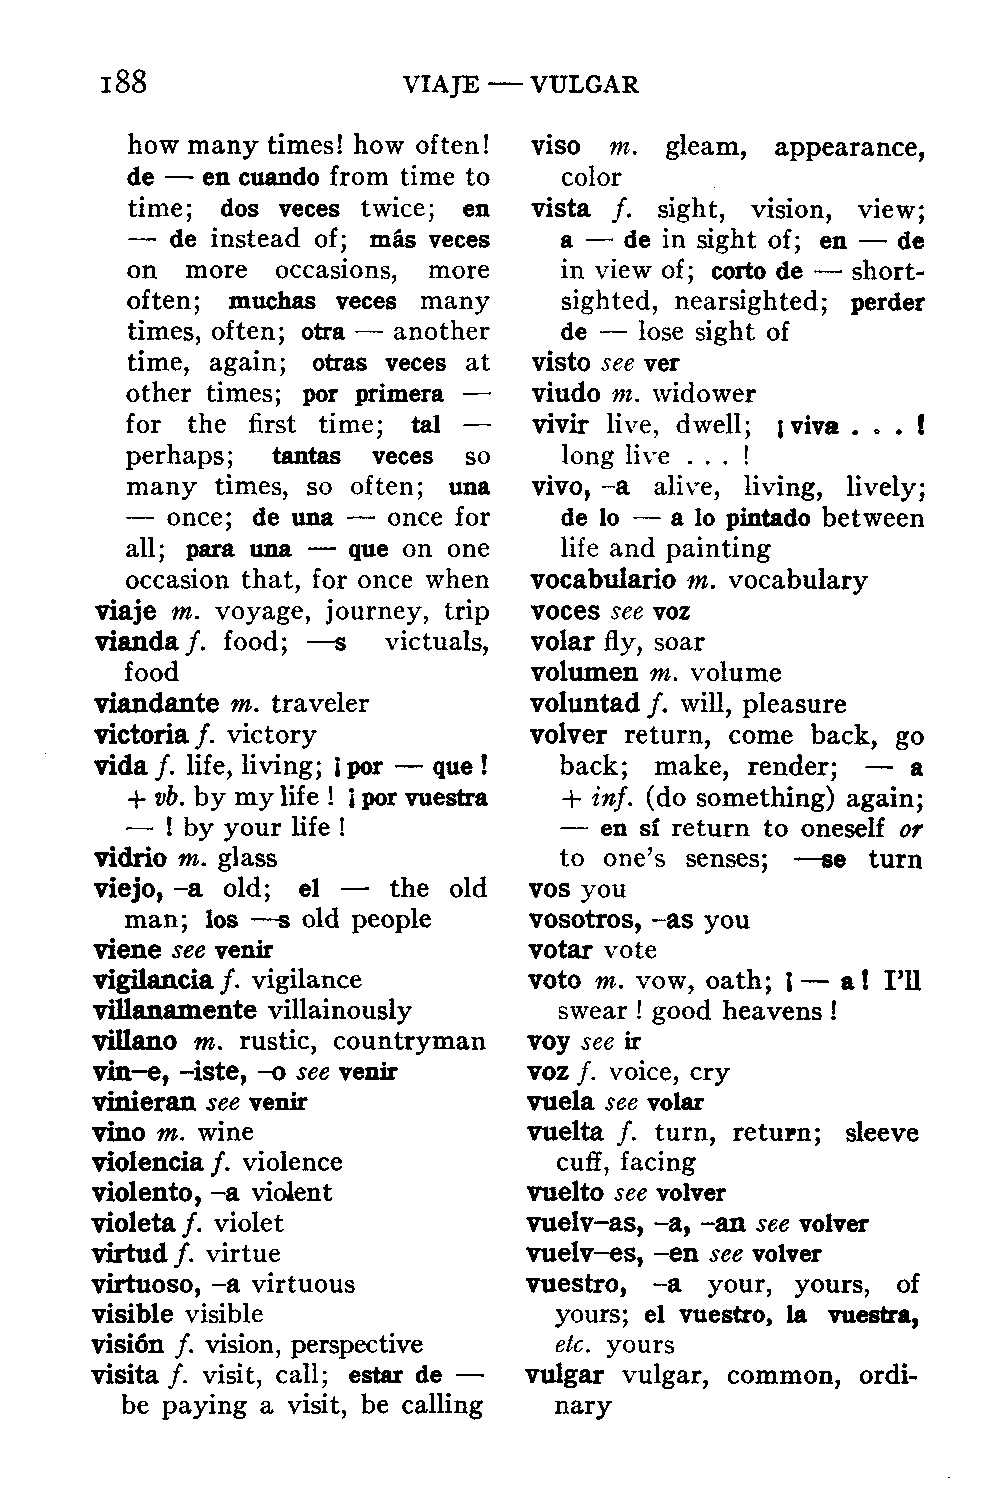 188
VIAJE — VULGAR
how many times! how often!
de — en cuando from time to
time; dos veces twice; en
— de instead of; más veces
on more occasions, more
often; muchas veces many
times, often; otra — another
time, again; otras veces at
other times; por primera —
for the first time; tal —
perhaps; tantas veces so
many times, so often; una
— once; de una — once for
all; para una — que on one
occasion that, for once when
viaje m. voyage, journey, trip
vianda f. food; —s victuals,
food
viandante m. traveler
victoria f. victory
vida f. life, living; ¡por — que!
+ vb. by my life! ¡por vuestra
— ! by your life!
vidrio m. glass
viejo, -a old; el — the old
man; los —s old people
viene see venir
vigilancia f. vigilance
villanamente villainously
villano m. rustic, countryman
vin-e, -iste, -o see venir
vinieran see venir
vino m. wine
violencia f. violence
violento, -a violent
violeta f. violet
virtud f. virtue
virtuoso, -a virtuous
visible visible
visión f. vision, perspective
visita f. visit, call; estar de —
be paying a visit, be calling
viso m. gleam, appearance,
color
vista f. sight, vision, view;
a — de in sight of; en — de
in view of; corto de — short-
sighted, nearsighted; perder
de — lose sight of
visto see ver
viudo m. widower
vivir live, dwell; ¡viva . . . !
long live . . . !
vivo, -a alive, living, lively;
de lo — a lo pintado between
life and painting
vocabulario m. vocabulary
voces see voz
volar fly, soar
volumen m. volume
voluntad f. will, pleasure
volver return, come back, go
back; make, render; — a
+ inf. (do something) again;
— en sí return to oneself or
to one's senses; —se turn
vos you
vosotros, -as you
votar vote
voto m. vow, oath; ¡— a! I'll
swear! good heavens!
voy see ir
voz f. voice, cry
vuela see volar
vuelta f. turn, return; sleeve
cuff, facing
vuelto see volver
vuelv-as, -a, -an see volver
vuelv-es, -en see volver
vuestro, -a your, yours, of
yours; el vuestro, la vuestra,
etc. yours
vulgar vulgar, common, ordi-
nary